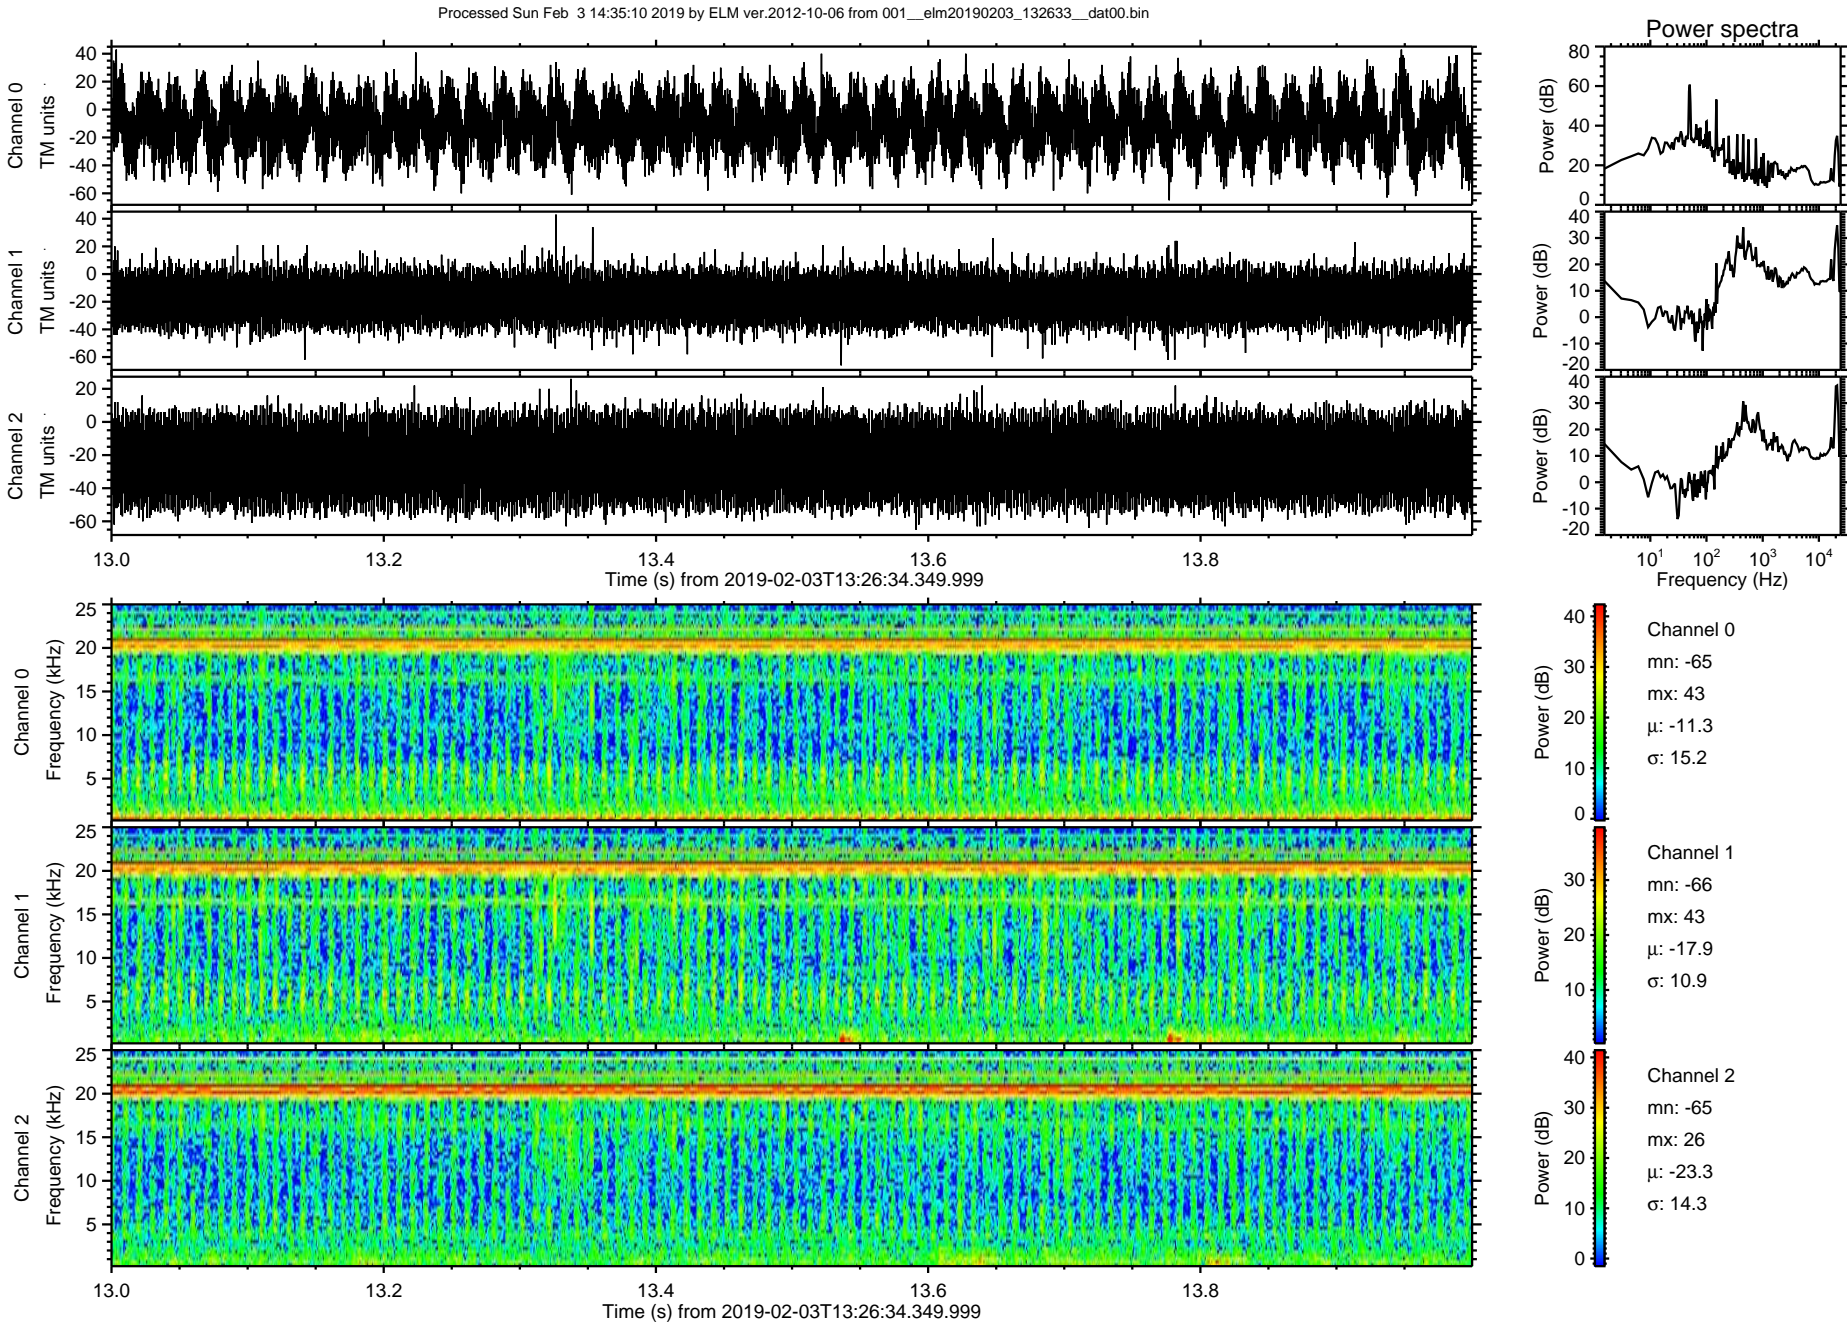 Processed Sun Feb  3 14:35:10 2019 by ELM ver.2012-10-06 from 001__elm20190203_132633__dat00.bin
Power spectra
Channel 0
TM units
40
20
0
-20
-40
-60
Power (dB)
80
60
40
20
0
Channel 1
TM units
40
20
0
-20
-40
-60
Power (dB)
40
30
20
10
0
-10
-20
Channel 2
TM units
20
0
-20
-40
-60
Power (dB)
40
30
20
10
0
-10
-20
13.0 13.2 13.4 13.6 13.8
Time (s) from 2019-02-03T13:26:34.349.999
10^1 10^2 10^3 10^4
Frequency (Hz)
Channel 0
Frequency (kHz)
25
20
15
10
5
Power (dB)
40
30
20
10
0
Channel 0
mn: -65
mx: 43
μ: -11.3
σ: 15.2
Channel 1
Frequency (kHz)
25
20
15
10
5
Power (dB)
30
20
10
Channel 1
mn: -66
mx: 43
μ: -17.9
σ: 10.9
Channel 2
Frequency (kHz)
25
20
15
10
5
Power (dB)
40
30
20
10
0
Channel 2
mn: -65
mx: 26
μ: -23.3
σ: 14.3
13.0 13.2 13.4 13.6 13.8
Time (s) from 2019-02-03T13:26:34.349.999